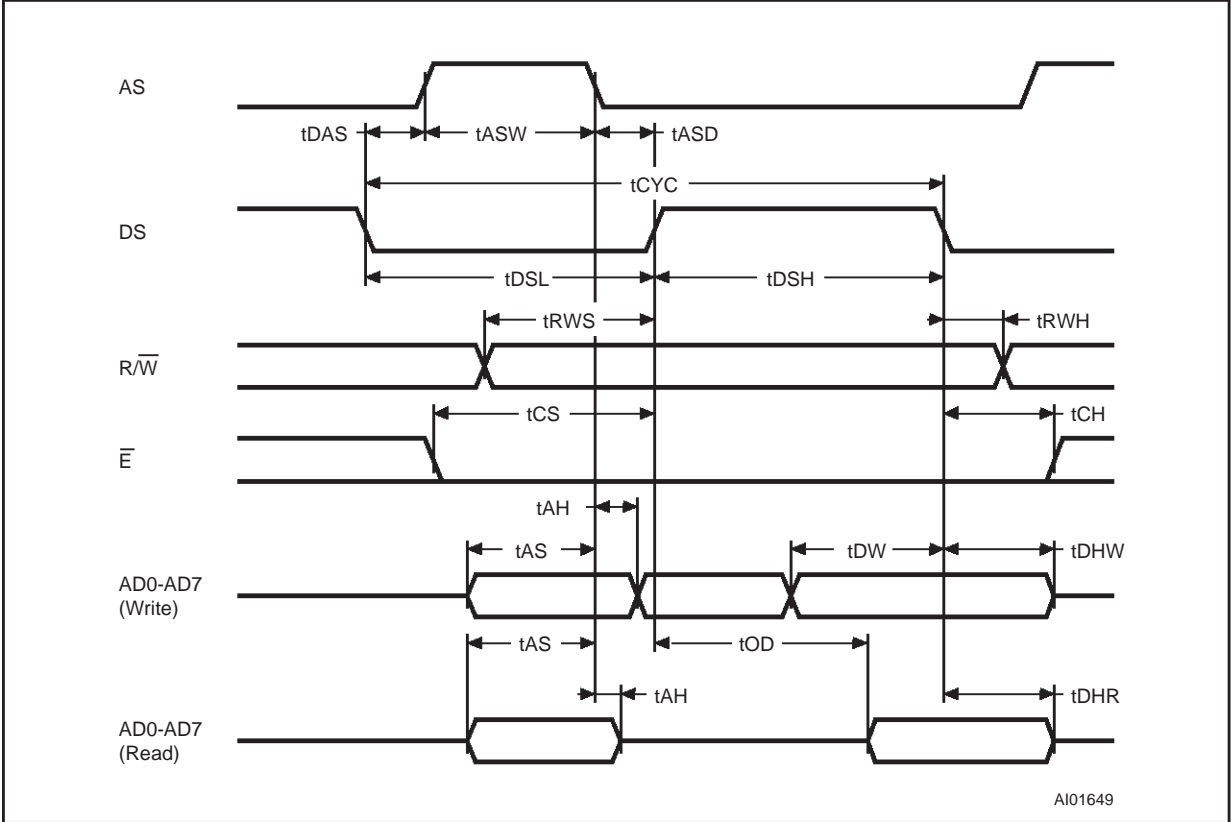 AS
tDAS
tASW
tASD
tCYC
DS
tDSL
tDSH
tRWS
tRWH
R/W̅
tCS
tCH
E̅
tAH
tAS
tDW
tDHW
AD0-AD7
(Write)
tAS
tOD
tAH
tDHR
AD0-AD7
(Read)
AI01649